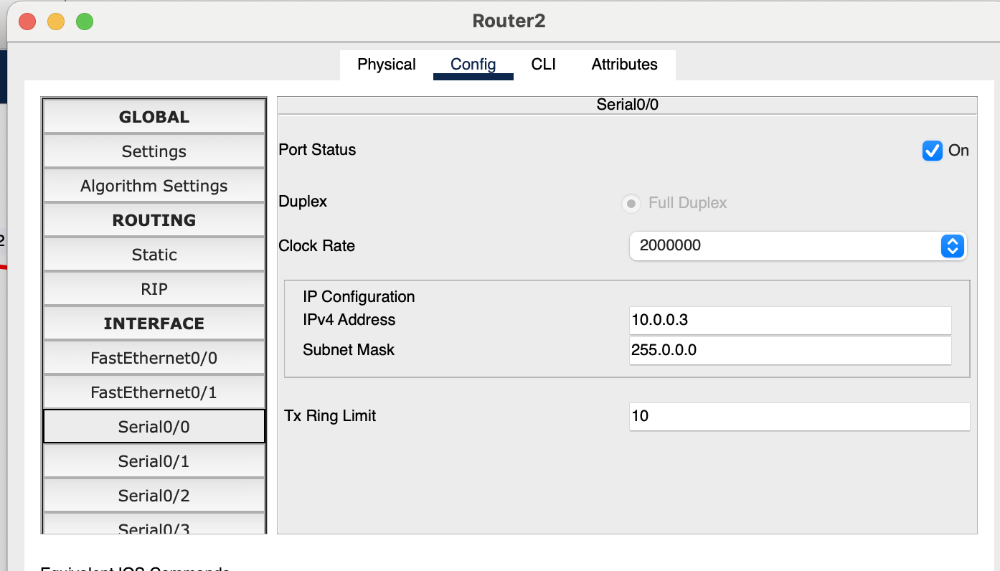 Router2
Physical Config CLI Attributes
GLOBAL
Settings
Algorithm Settings
ROUTING
Static
RIP
INTERFACE
FastEthernet0/0
FastEthernet0/1
Serial0/0
Serial0/1
Serial0/2
Serial0/3
Serial0/0
Port Status On
Duplex Full Duplex
Clock Rate 2000000
IP Configuration
IPv4 Address 10.0.0.3
Subnet Mask 255.0.0.0
Tx Ring Limit 10
2
Equivalent IOS Commands